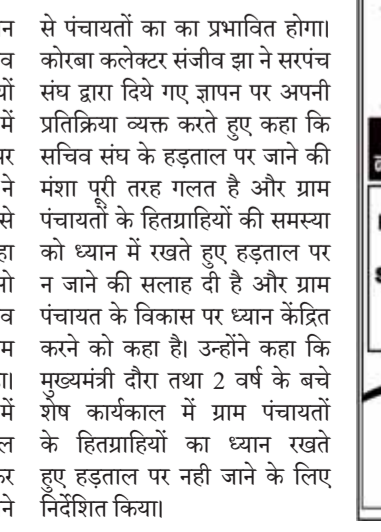 से पंचायतों का का प्रभावित होगा।
कोरबा कलेक्टर संजीव झा ने सरपंच
संघ द्वारा दिये गए ज्ञापन पर अपनी
प्रतिक्रिया व्यक्त करते हुए कहा कि
सचिव संघ के हड़ताल पर जाने की
मंशा पूरी तरह गलत है और ग्राम
पंचायतों के हितग्राहियों की समस्या
को ध्यान में रखते हुए हड़ताल पर
न जाने की सलाह दी है और ग्राम
पंचायत के विकास पर ध्यान केंद्रित
करने को कहा है। उन्होंने कहा कि
मुख्यमंत्री दौरा तथा 2 वर्ष के बचे
शेष कार्यकाल में ग्राम पंचायतों
के हितग्राहियों का ध्यान रखते
हुए हड़ताल पर नही जाने के लिए
निर्देशित किया।